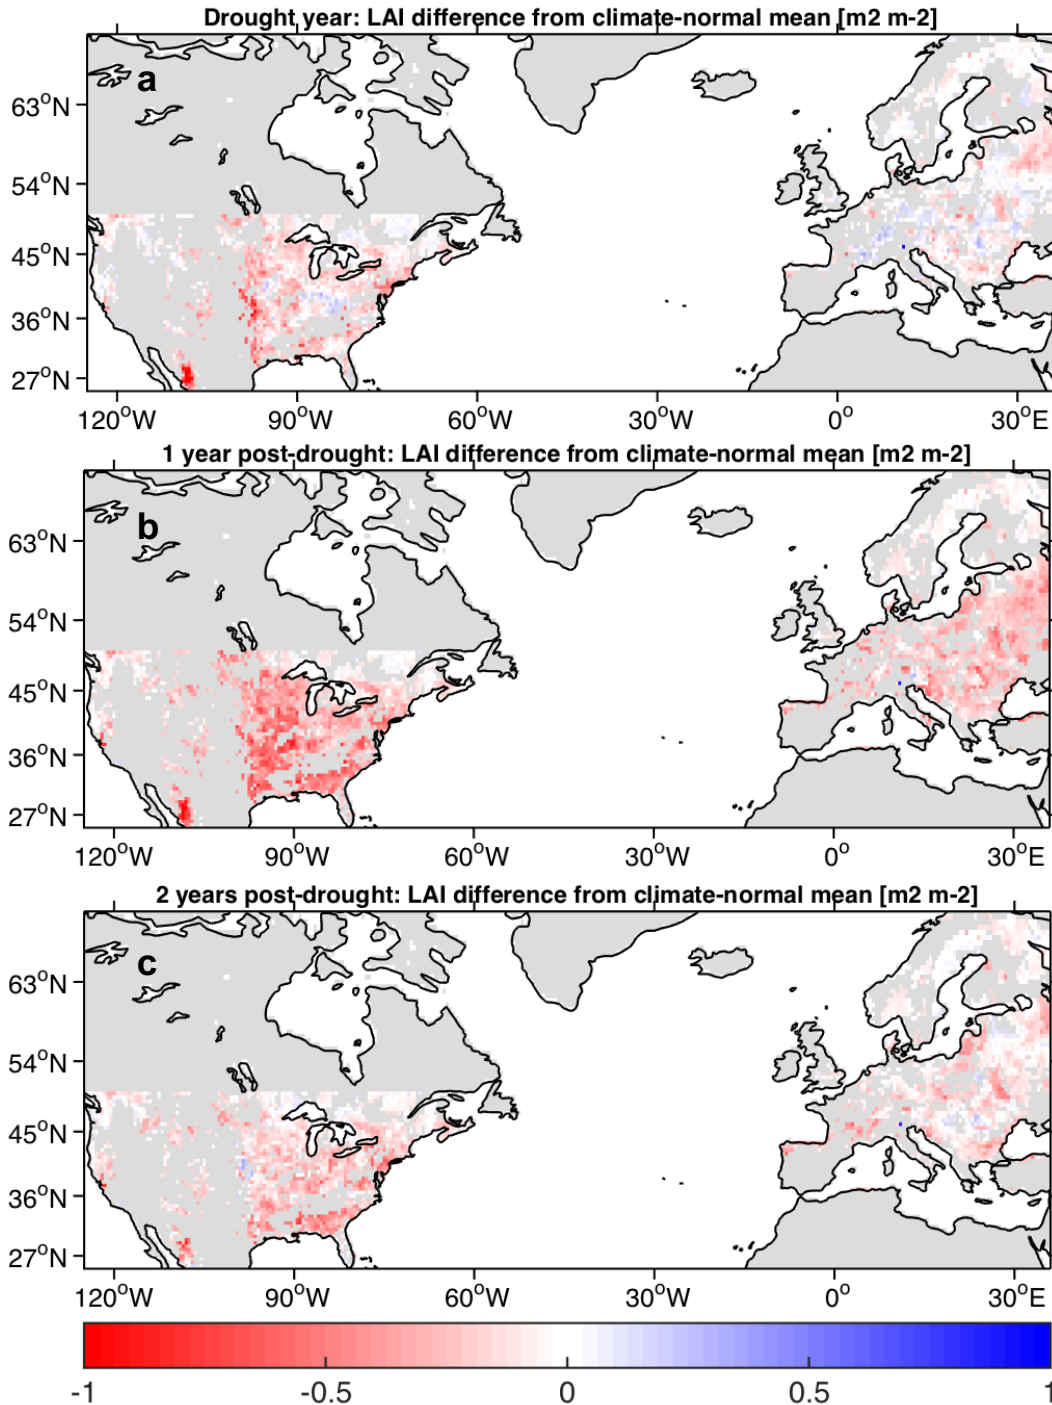 Drought year: LAI difference from climate-normal mean [m2 m-2]
a
63°N
54°N
45°N
36°N
27°N
120°W 90°W 60°W 30°W 0° 30°E
1 year post-drought: LAI difference from climate-normal mean [m2 m-2]
b
63°N
54°N
45°N
36°N
27°N
120°W 90°W 60°W 30°W 0° 30°E
2 years post-drought: LAI difference from climate-normal mean [m2 m-2]
c
63°N
54°N
45°N
36°N
27°N
120°W 90°W 60°W 30°W 0° 30°E
-1 -0.5 0 0.5 1